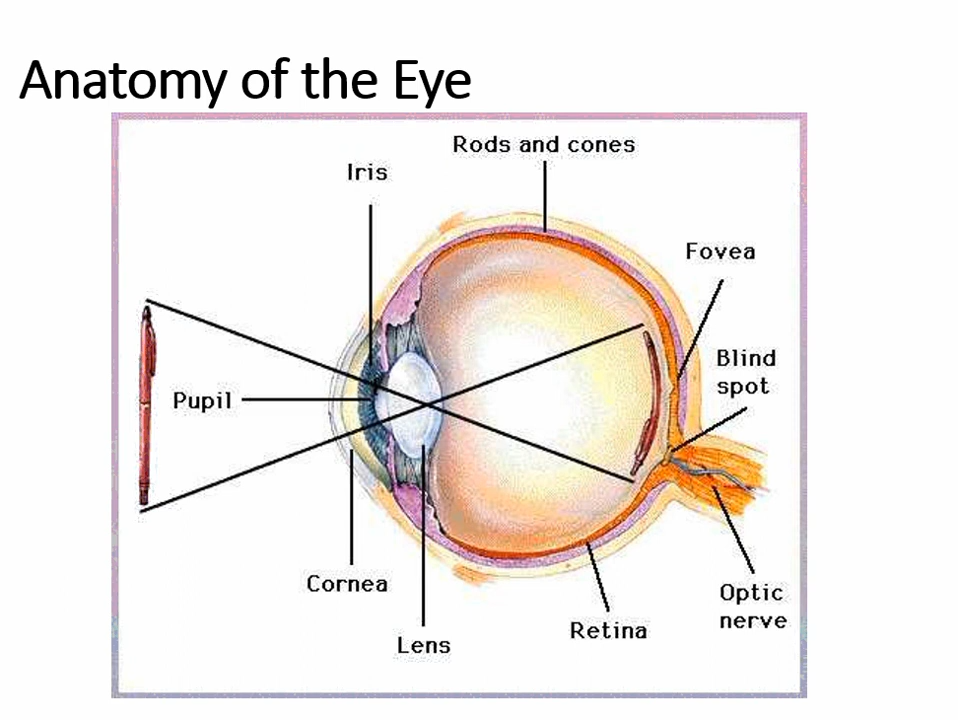 Anatomy of the Eye
Rods and cones
Iris
Fovea
Blind
spot
Pupil
Cornea
Optic
nerve
Retina
Lens